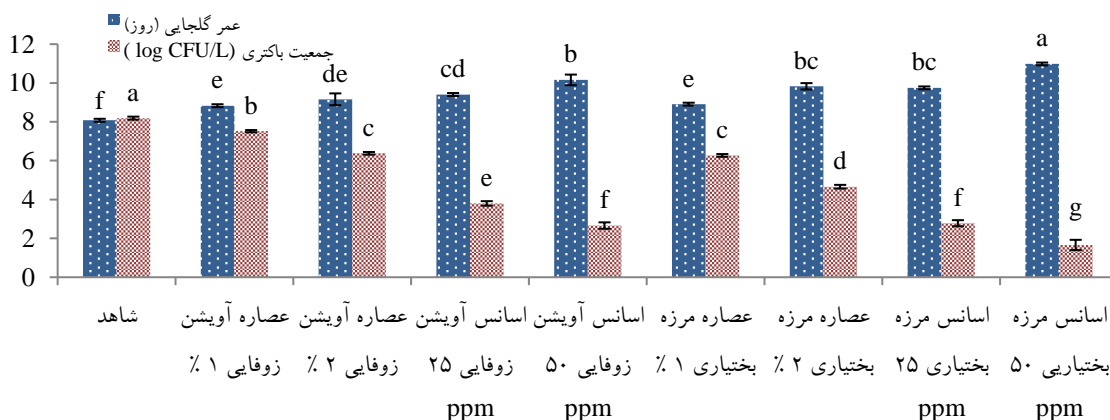 عمر گلجایی (روز)
جمعیت باکتری (log CFU/L )
12
10
8
6
4
2
0
f a e b de c cd e b f e c bc d bc f a g
شاهد
عصاره آویشن
زوفایی ۱ ٪
عصاره آویشن
زوفایی ۲ ٪
اسانس آویشن
زوفایی ۲۵
ppm
اسانس آویشن
زوفایی ۵۰
ppm
عصاره مرزه
بختیاری ۱ ٪
عصاره مرزه
بختیاری ۲ ٪
اسانس مرزه
بختیاری ۲۵
ppm
اسانس مرزه
بختیاریی ۵۰
ppm